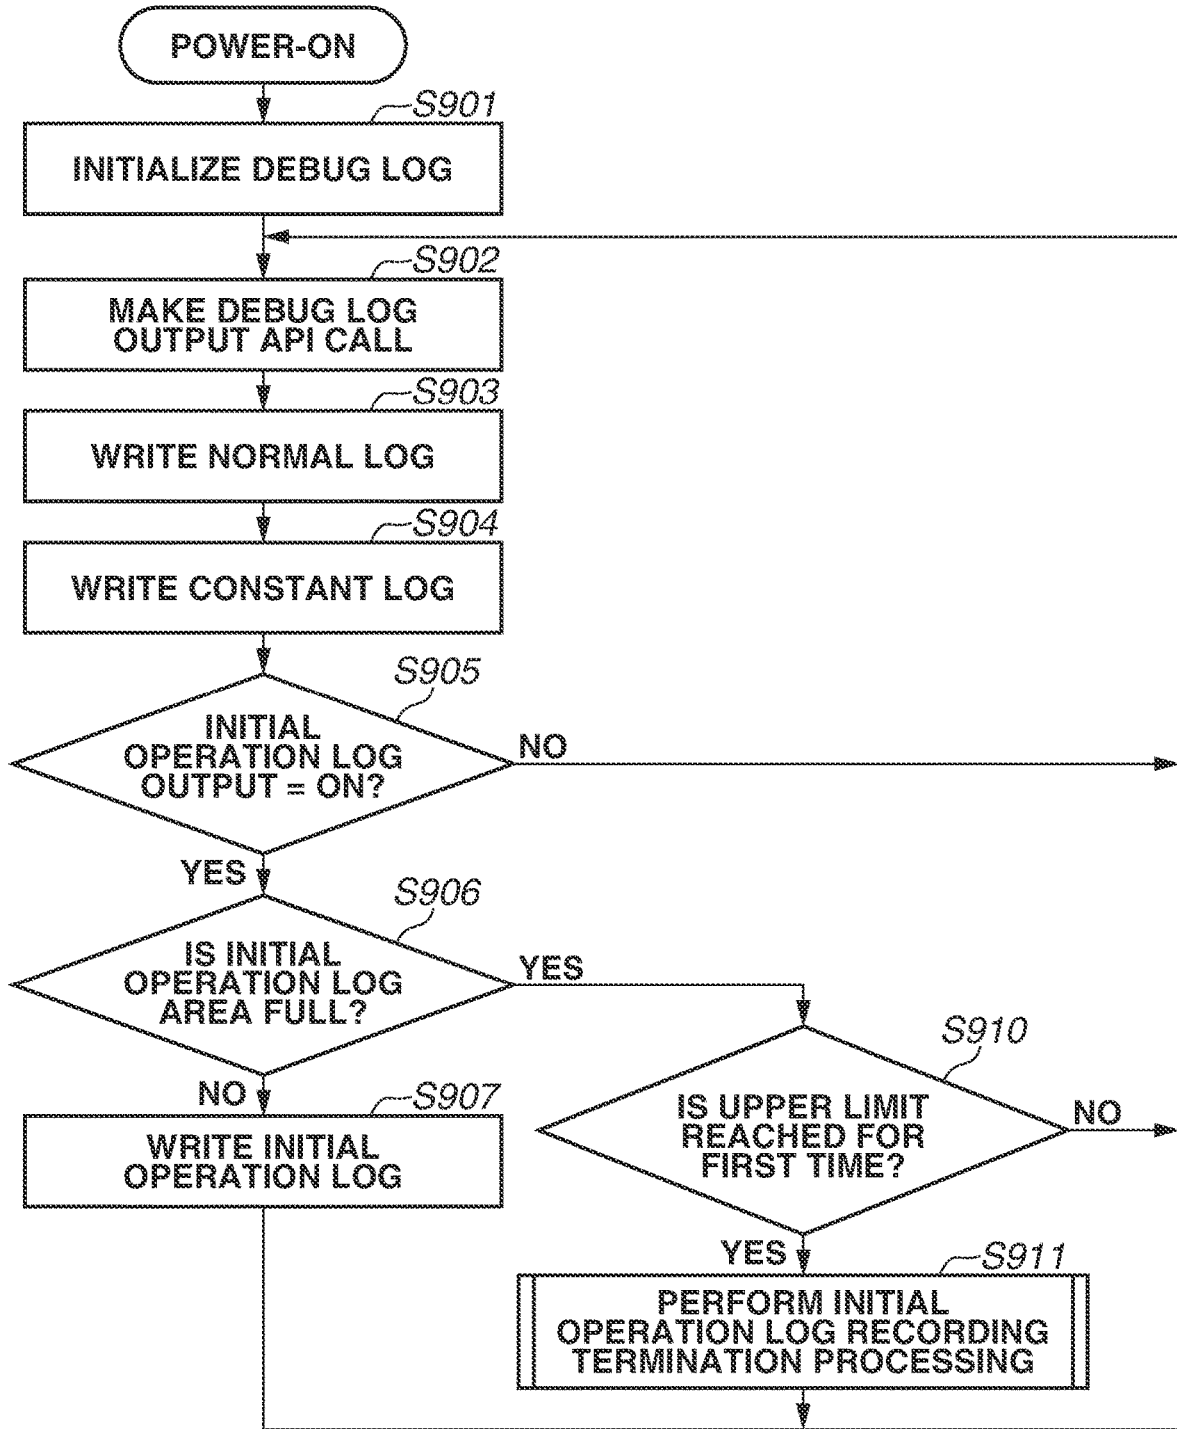 POWER-ON
S901
INITIALIZE DEBUG LOG
S902
MAKE DEBUG LOG
OUTPUT API CALL
S903
WRITE NORMAL LOG
S904
WRITE CONSTANT LOG
S905
INITIAL
OPERATION LOG
OUTPUT = ON?
NO
YES
S906
IS INITIAL
OPERATION LOG
AREA FULL?
YES
NO
S907
WRITE INITIAL
OPERATION LOG
S910
IS UPPER LIMIT
REACHED FOR
FIRST TIME?
NO
YES
S911
PERFORM INITIAL
OPERATION LOG RECORDING
TERMINATION PROCESSING